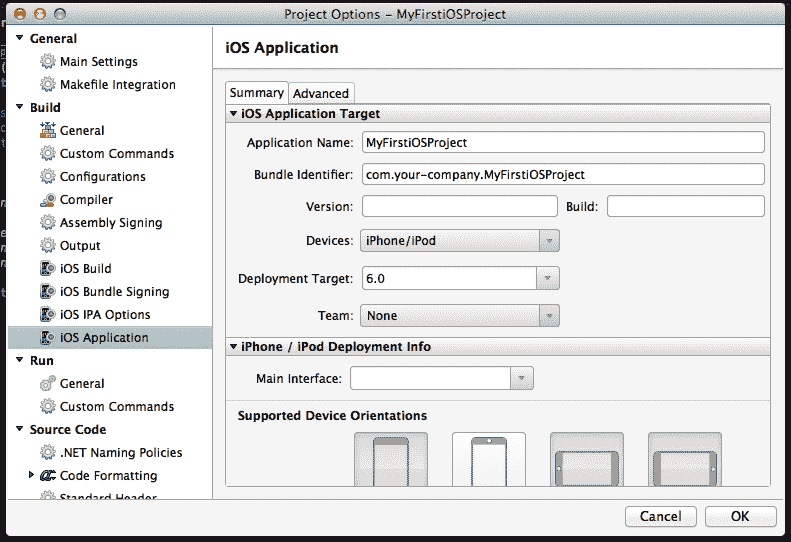 Project Options – MyFirstiOSProject
General
Main Settings
Makefile Integration
Build
General
Custom Commands
Configurations
Compiler
Assembly Signing
Output
iOS Build
iOS Bundle Signing
iOS IPA Options
iOS Application
Run
General
Custom Commands
Source Code
.NET Naming Policies
Code Formatting
Standard Header
iOS Application
Summary Advanced
iOS Application Target
Application Name: MyFirstiOSProject
Bundle Identifier: com.your-company.MyFirstiOSProject
Version: Build:
Devices: iPhone/iPod
Deployment Target: 6.0
Team: None
iPhone / iPod Deployment Info
Main Interface:
Supported Device Orientations
Cancel OK